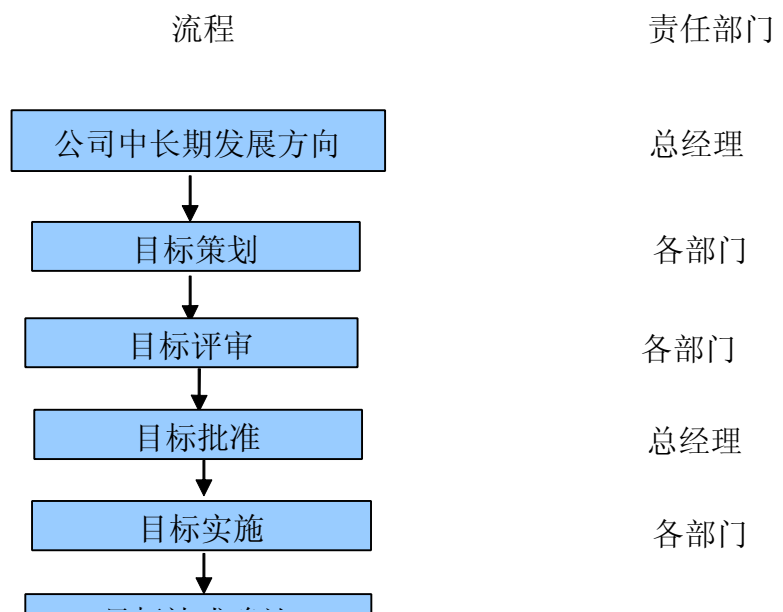 流程 责任部门
公司中长期发展方向 总经理
目标策划 各部门
目标评审 各部门
目标批准 总经理
目标实施 各部门